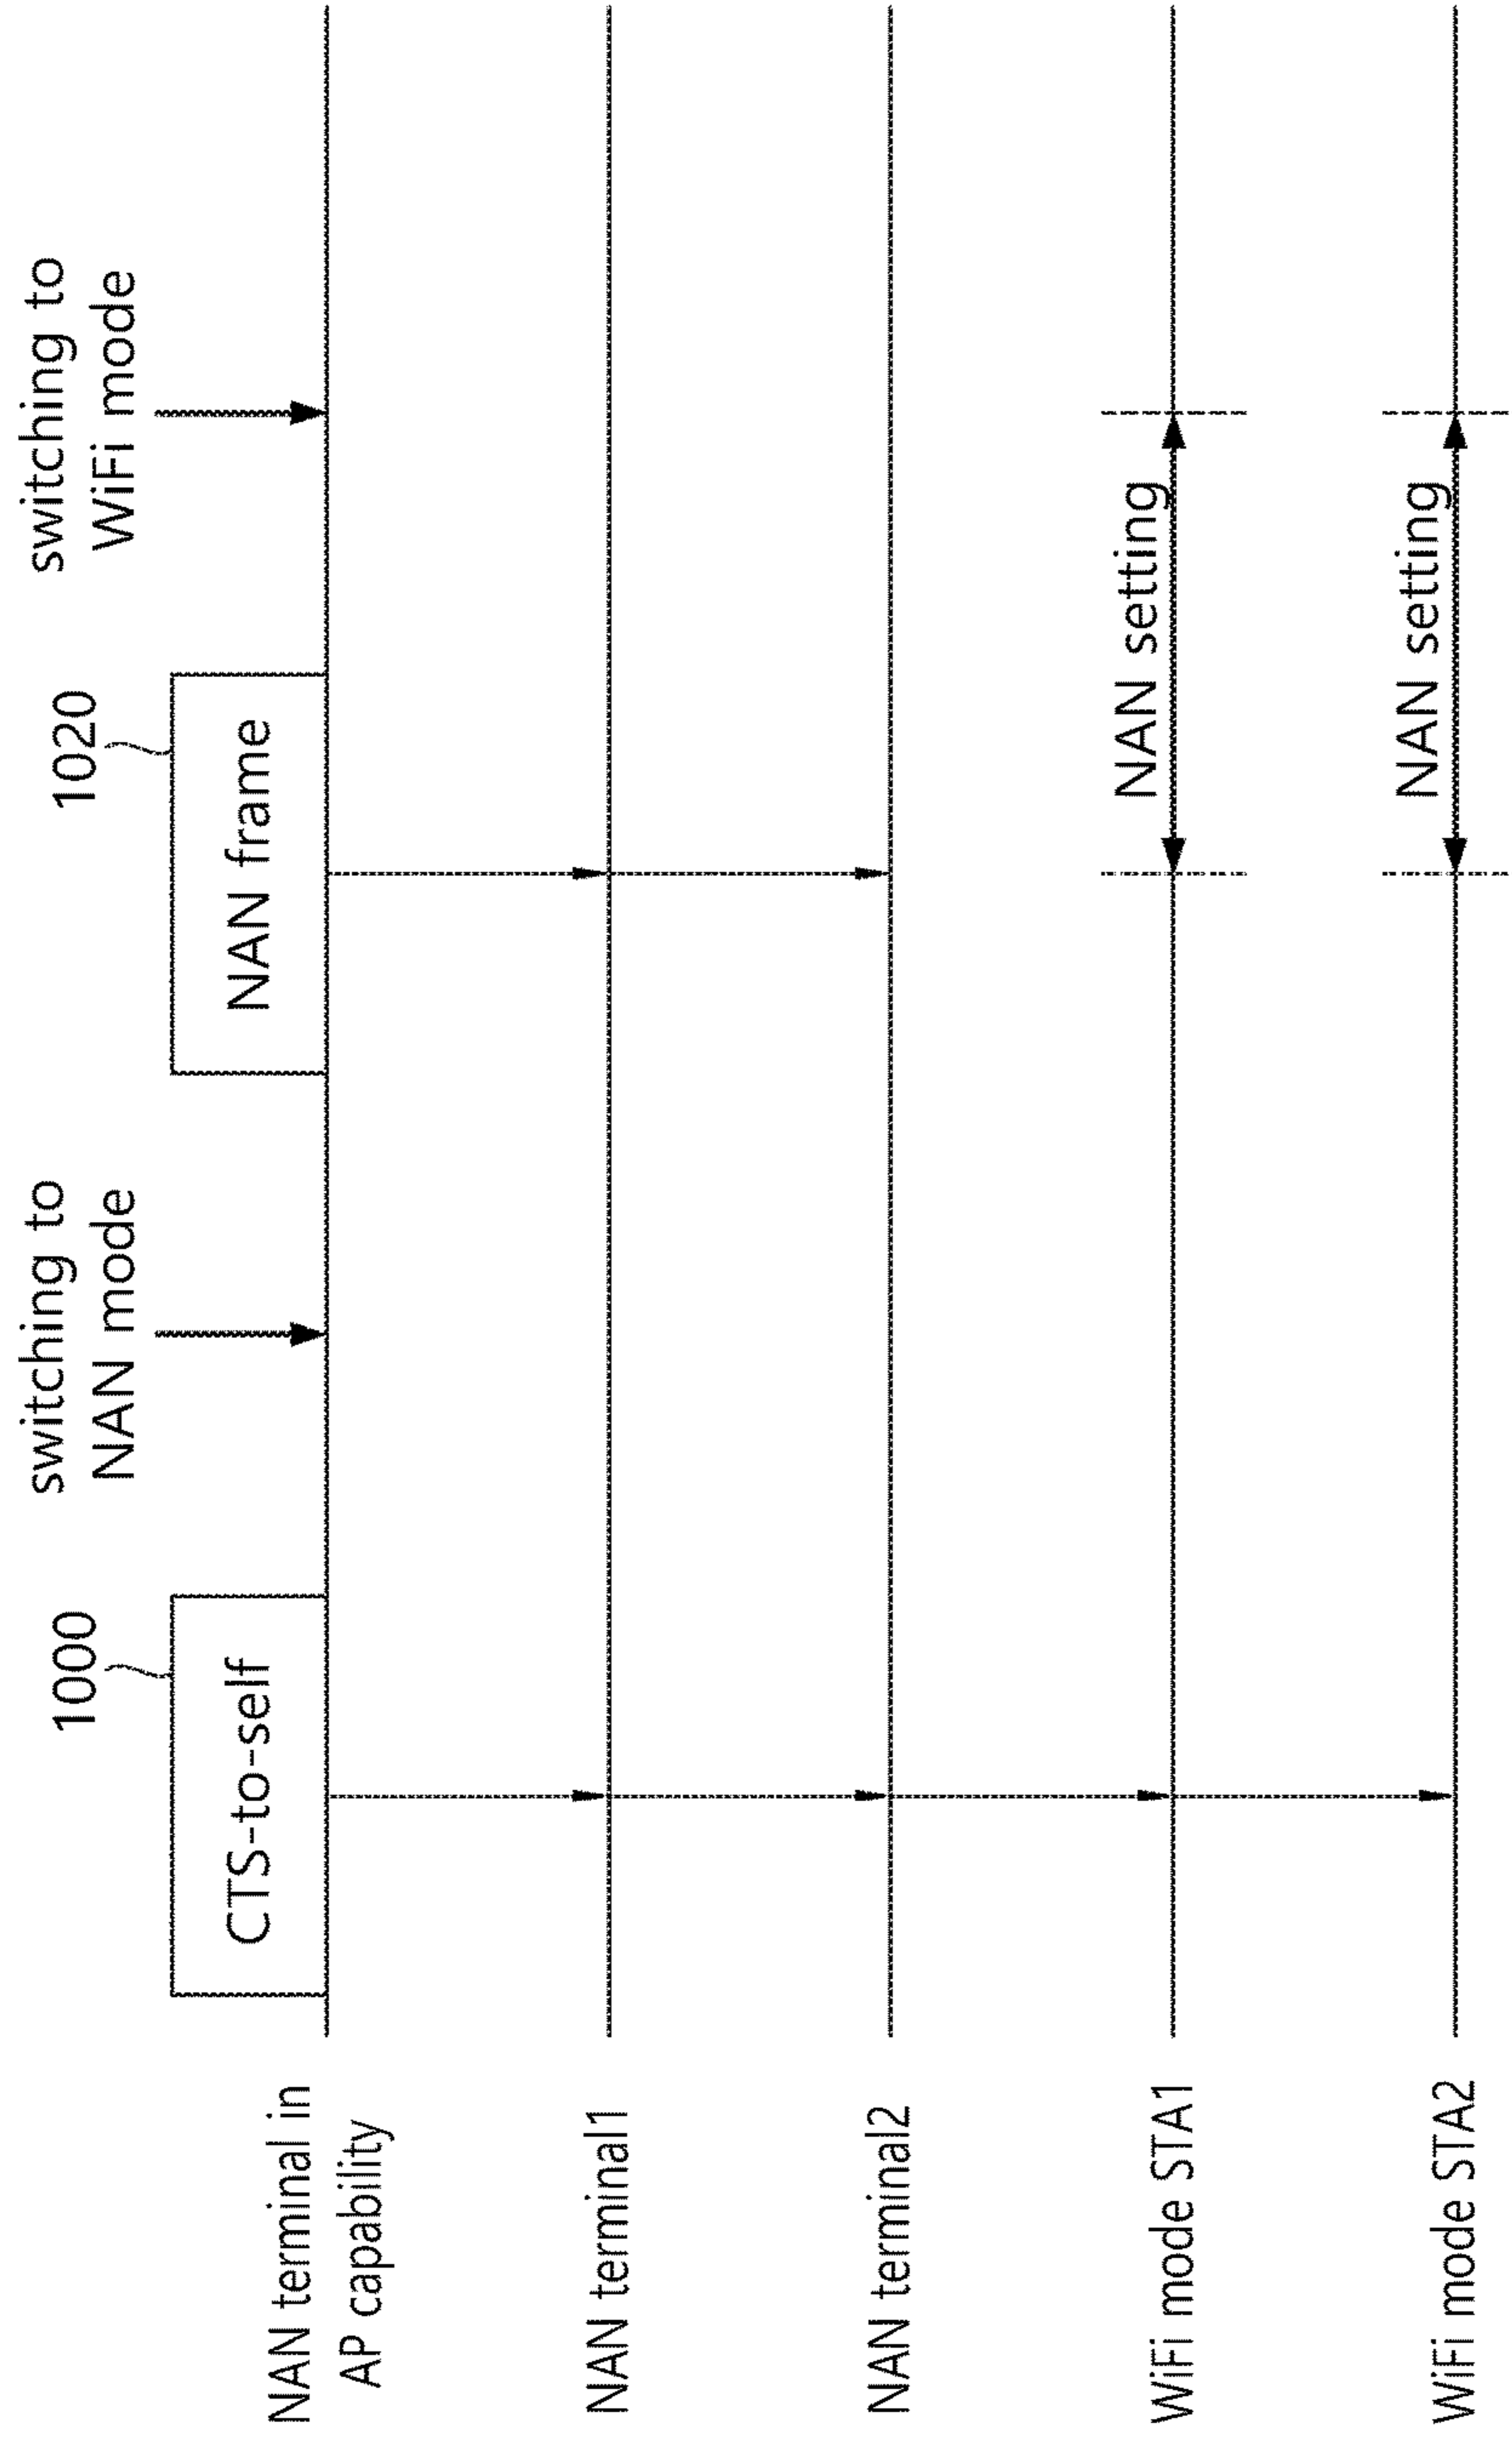 1000
switching to
NAN mode
1020
switching to
WiFi mode
CTS-to-self
NAN frame
NAN terminal in
AP capability
NAN terminal1
NAN terminal2
WiFi mode STA1
NAN setting
WiFi mode STA2
NAN setting